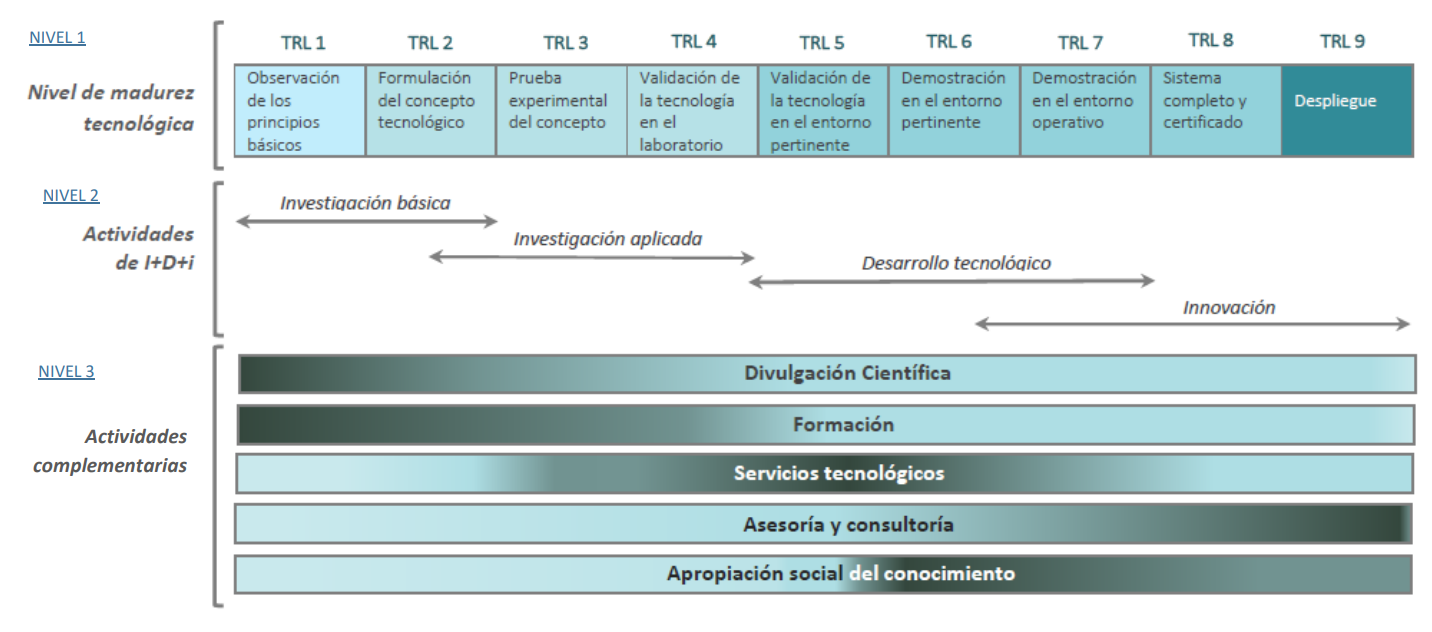 NIVEL 1
Nivel de madurez
tecnológica
TRL 1
TRL 2
TRL 3
TRL 4
TRL 5
TRL 6
TRL 7
TRL 8
TRL 9
Observación
de los
principios
básicos
Formulación
del concepto
tecnológico
Prueba
experimental
del concepto
Validación de
la tecnología
en el
laboratorio
Validación de
la tecnología
en el entorno
pertinente
Demostración
en el entorno
pertinente
Demostración
en el entorno
operativo
Sistema
completo y
certificado
Despliegue
NIVEL 2
Actividades
de I+D+i
Investigación básica
Investigación aplicada
Desarrollo tecnológico
Innovación
NIVEL 3
Actividades
complementarias
Divulgación Científica
Formación
Servicios tecnológicos
Asesoría y consultoría
Apropiación social del conocimiento